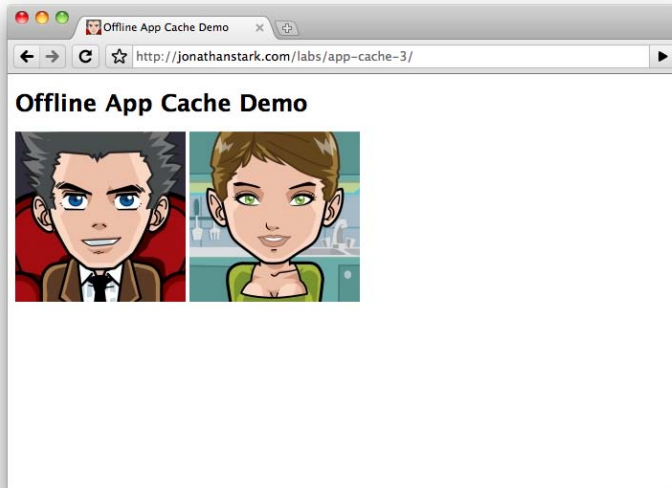 Offline App Cache Demo
http://jonathanstark.com/labs/app-cache-3/
Offline App Cache Demo